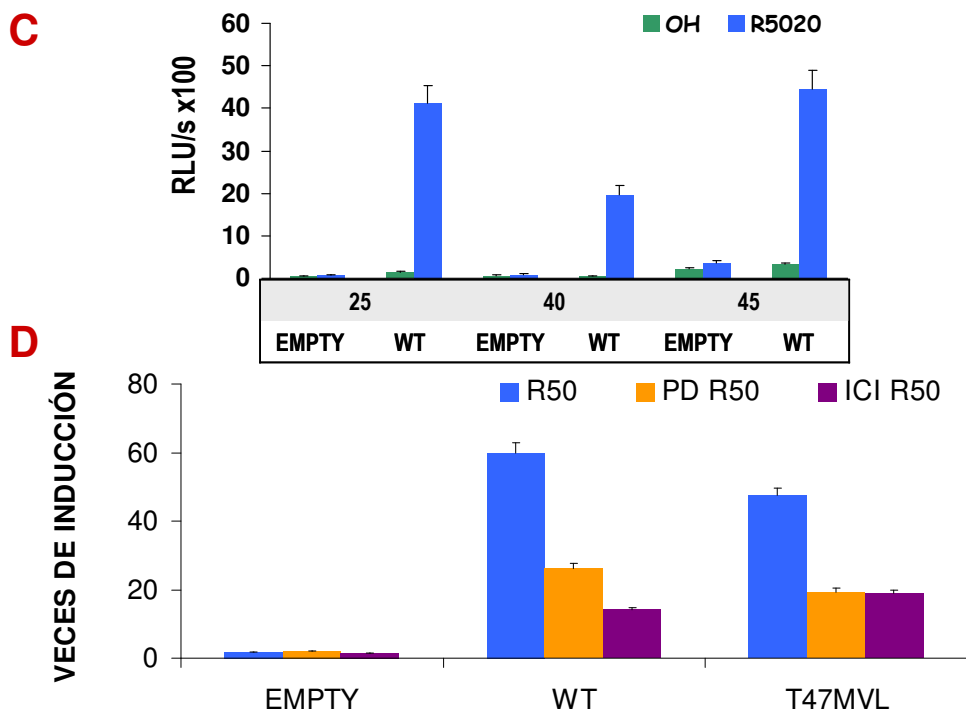 C
OH R5020
RLU/s x100
60
50
40
30
20
10
0
25 40 45
EMPTY WT EMPTY WT EMPTY WT
D
R50 PD R50 ICI R50
VECES DE INDUCCIÓN
80
60
40
20
0
EMPTY WT T47MVL